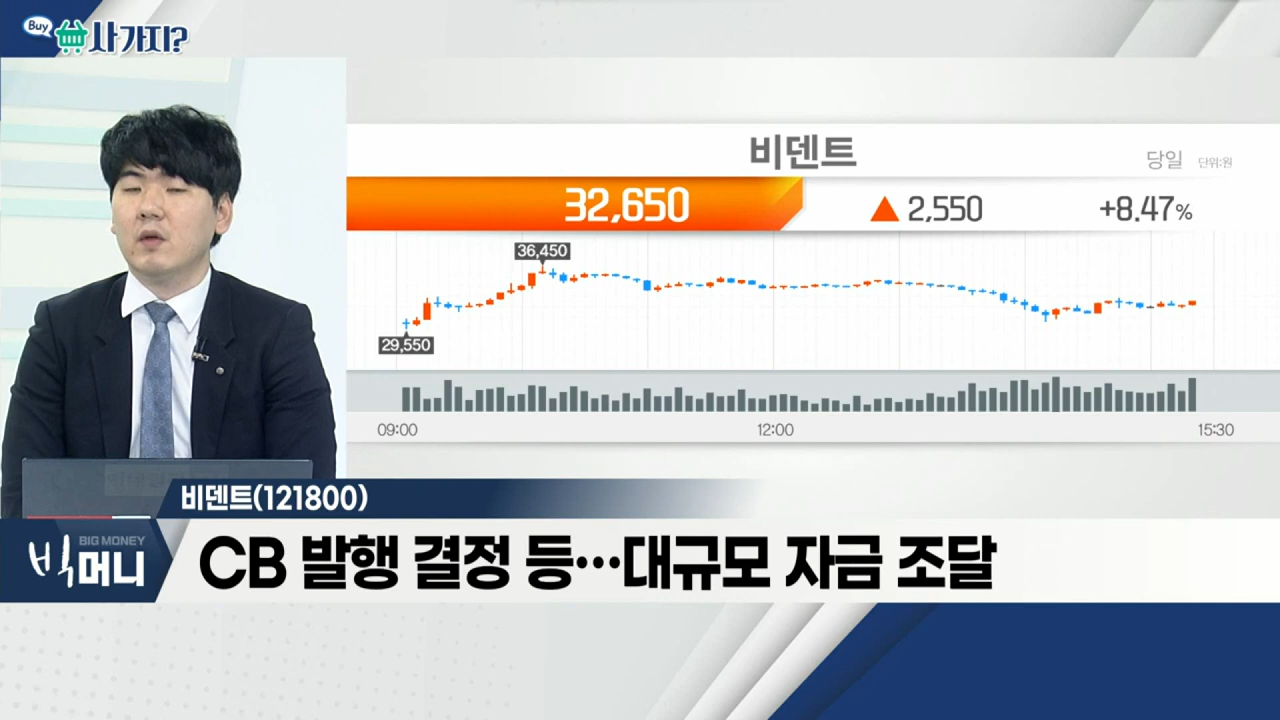 Buy
사가지?
비덴트
당일 단위:원
32,650 ▲ 2,550 +8.47%
36,450
29,550
09:00 12:00 15:30
비덴트(121800)
BIG MONEY
빅머니
CB 발행 결정 등…대규모 자금 조달